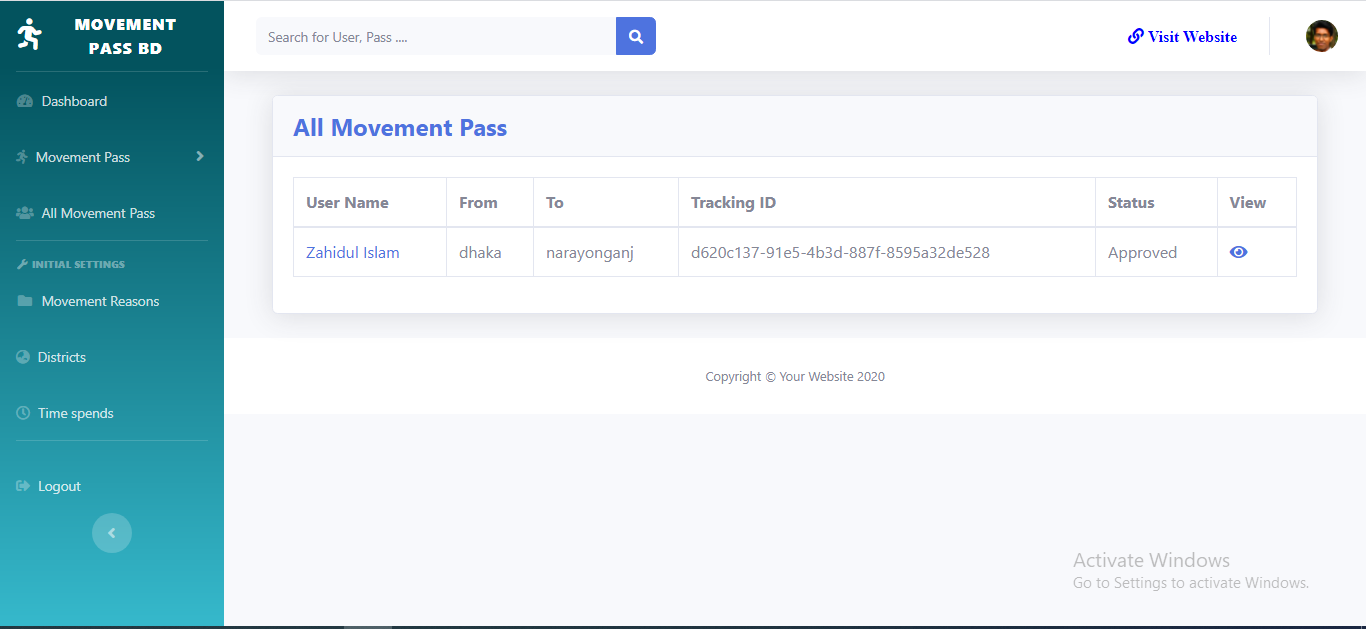 MOVEMENT
PASS BD
Dashboard
Movement Pass
All Movement Pass
INITIAL SETTINGS
Movement Reasons
Districts
Time spends
Logout
Search for User, Pass ....
Visit Website
All Movement Pass
User Name From To Tracking ID Status View
Zahidul Islam dhaka narayonganj d620c137-91e5-4b3d-887f-8595a32de528 Approved
Copyright © Your Website 2020
Activate Windows
Go to Settings to activate Windows.